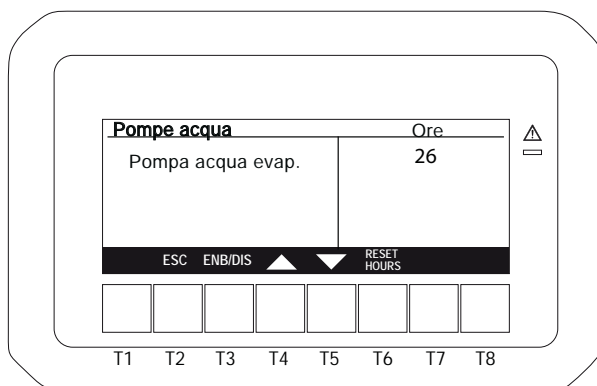 Pompe acqua Ore
Pompa acqua evap. 26
ESC ENB/DIS RESET HOURS
T1 T2 T3 T4 T5 T6 T7 T8